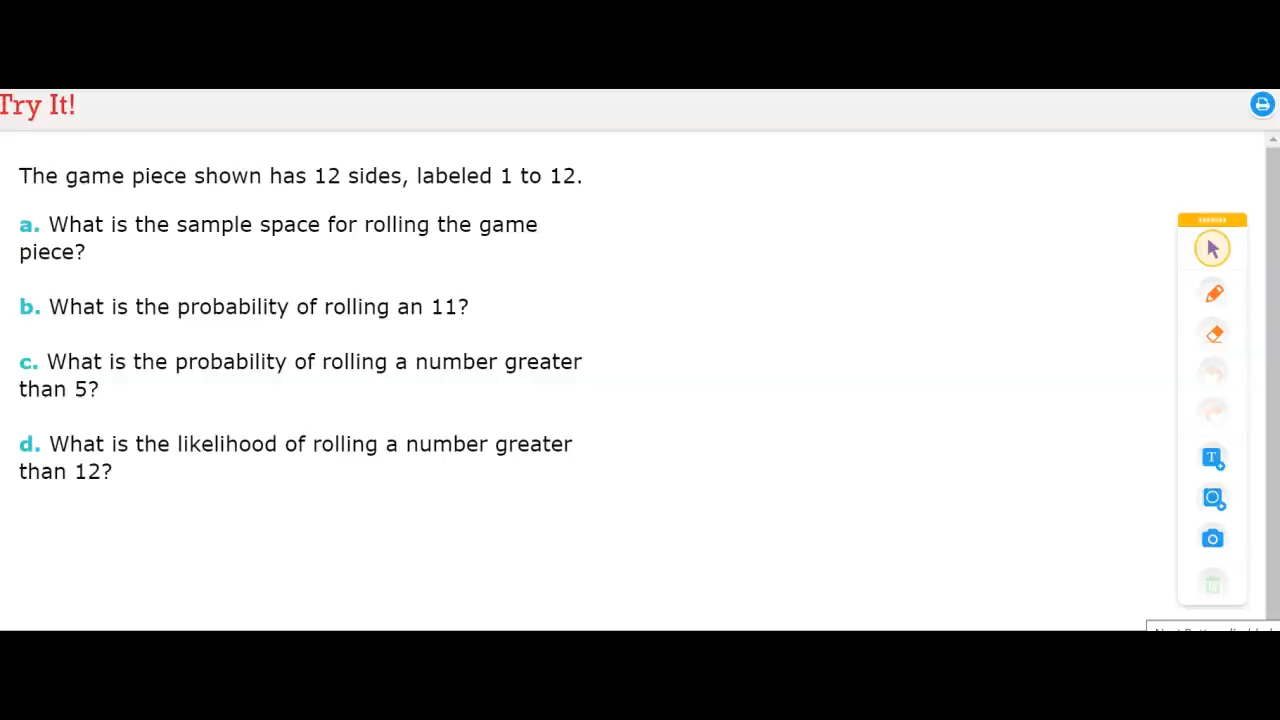 Try It!
The game piece shown has 12 sides, labeled 1 to 12.
a. What is the sample space for rolling the game
piece?
b. What is the probability of rolling an 11?
c. What is the probability of rolling a number greater
than 5?
d. What is the likelihood of rolling a number greater
than 12?
T